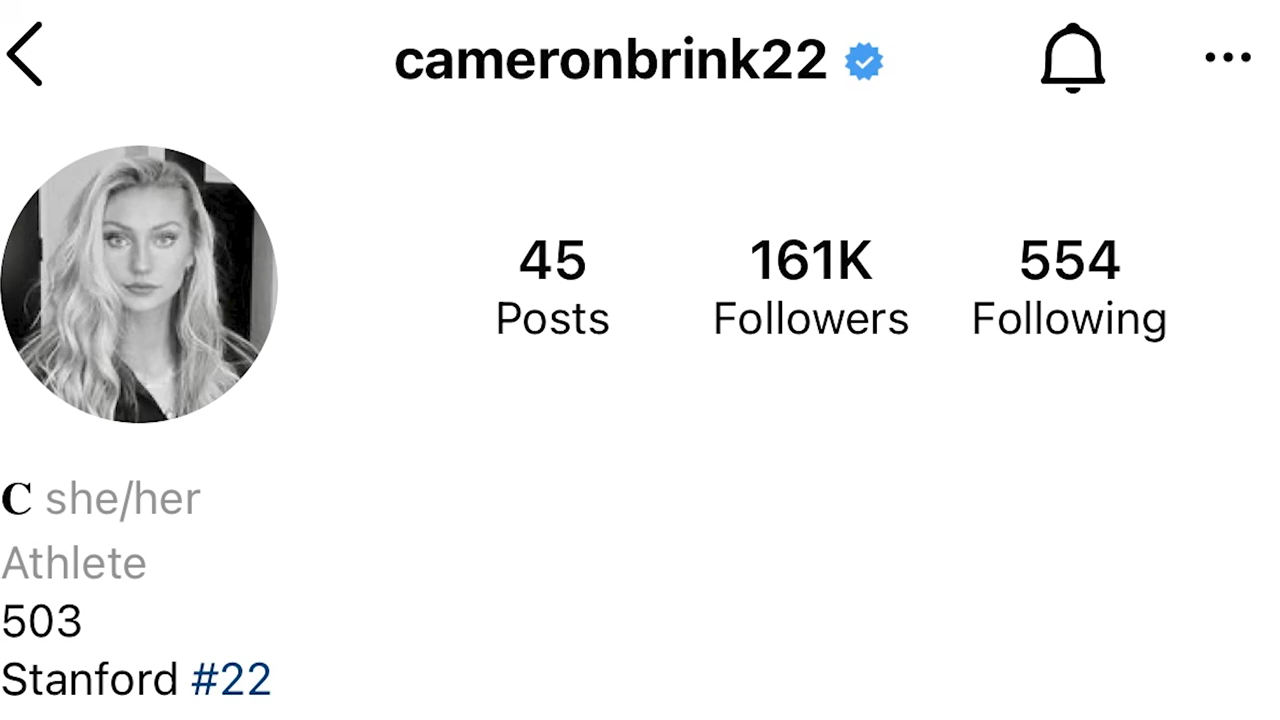 cameronbrink22
45 161K 554
Posts Followers Following
C she/her
Athlete
503
Stanford #22